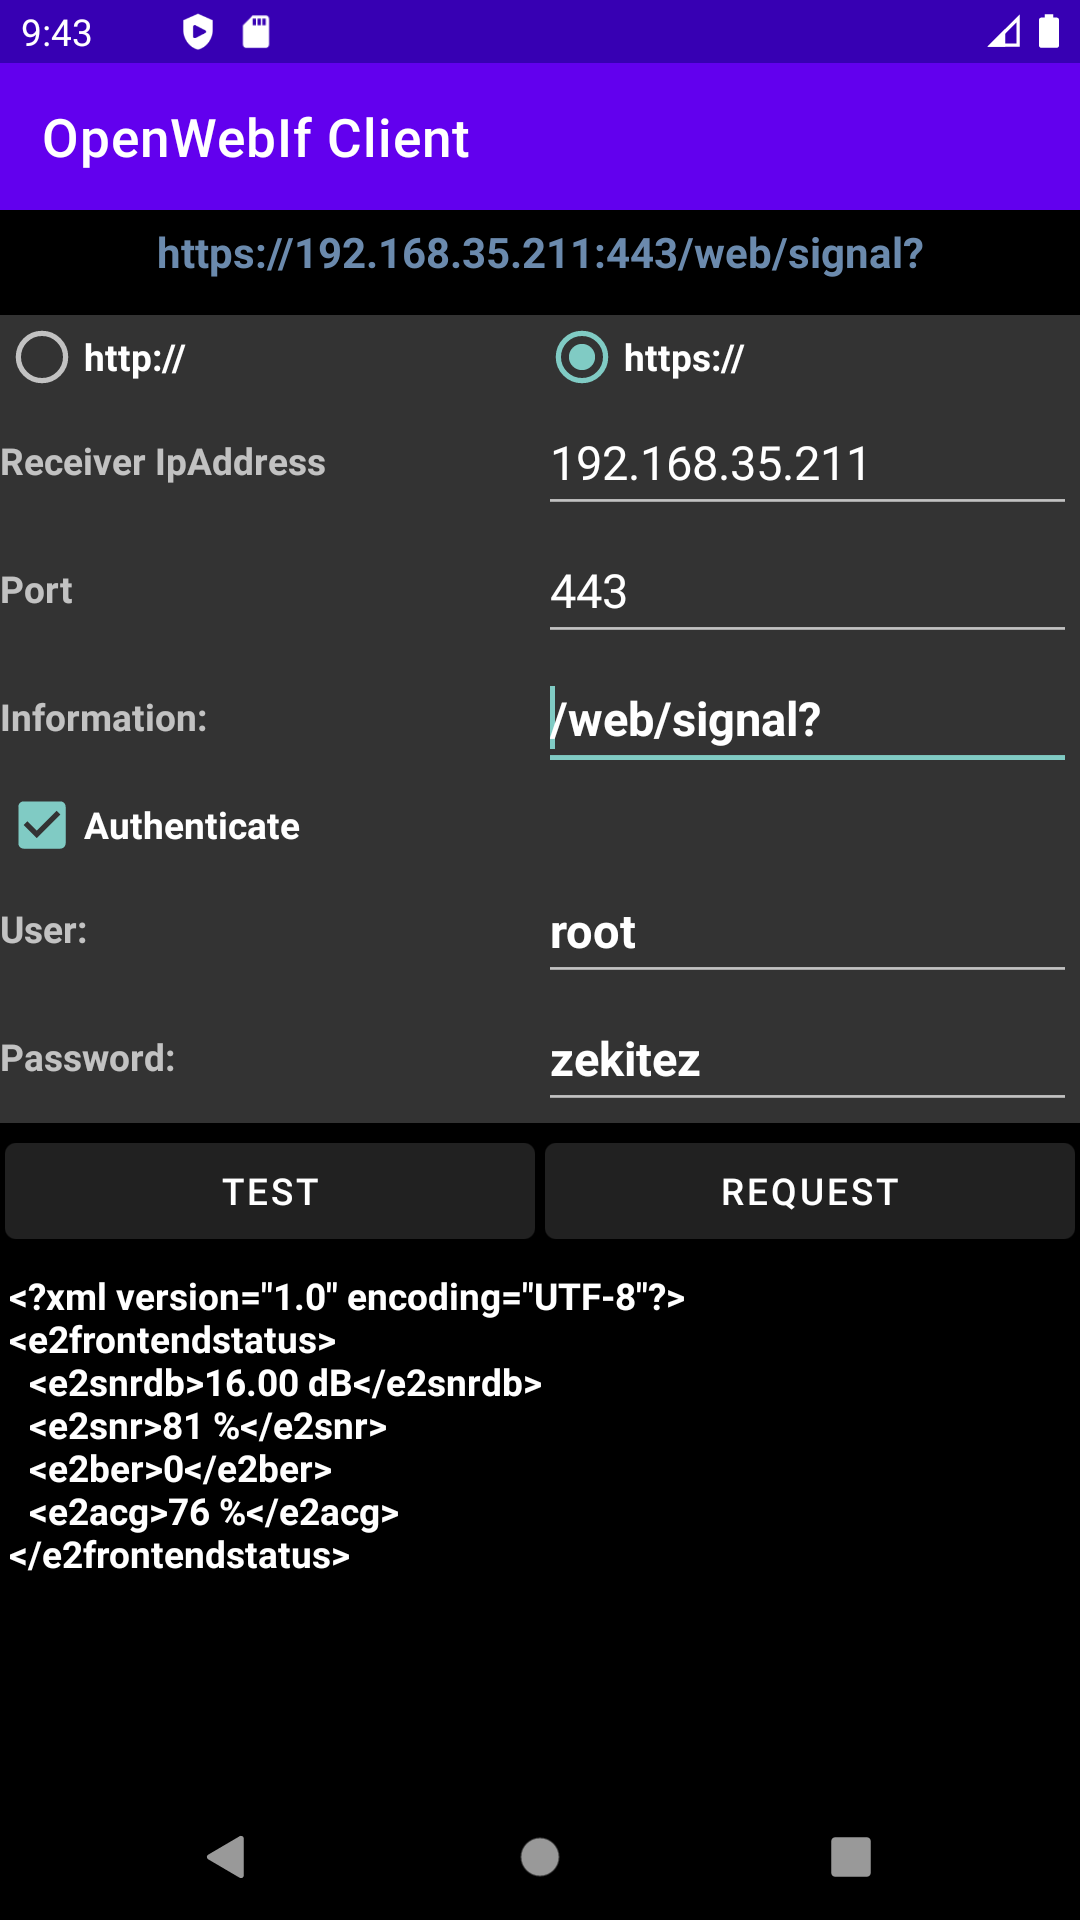 9:43
OpenWebIf Client
https://192.168.35.211:443/web/signal?
http:// https://
Receiver IpAddress 192.168.35.211
Port 443
Information: /web/signal?
Authenticate
User: root
Password: zekitez
TEST REQUEST
<?xml version="1.0" encoding="UTF-8"?>
<e2frontendstatus>
  <e2snrdb>16.00 dB</e2snrdb>
  <e2snr>81 %</e2snr>
  <e2ber>0</e2ber>
  <e2acg>76 %</e2acg>
</e2frontendstatus>